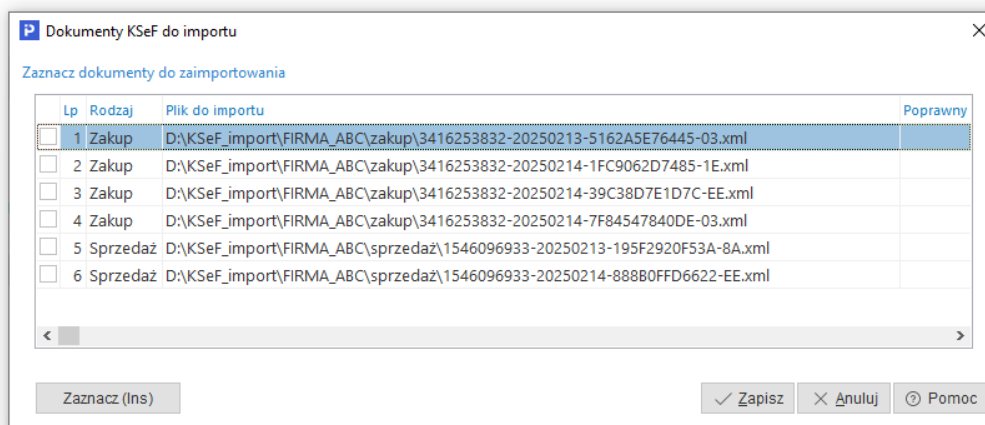 Dokumenty KSeF do importu
Zaznacz dokumenty do zaimportowania
Lp Rodzaj Plik do importu Poprawny
1 Zakup D:\KSeF_import\FIRMA_ABC\zakup\3416253832-20250213-5162A5E76445-03.xml
2 Zakup D:\KSeF_import\FIRMA_ABC\zakup\3416253832-20250214-1FC9062D7485-1E.xml
3 Zakup D:\KSeF_import\FIRMA_ABC\zakup\3416253832-20250214-39C38D7E1D7C-EE.xml
4 Zakup D:\KSeF_import\FIRMA_ABC\zakup\3416253832-20250214-7F84547840DE-03.xml
5 Sprzedaż D:\KSeF_import\FIRMA_ABC\sprzedaż\1546096933-20250213-195F2920F53A-8A.xml
6 Sprzedaż D:\KSeF_import\FIRMA_ABC\sprzedaż\1546096933-20250214-888B0FFD6622-EE.xml
Zaznacz (Ins) Zapisz Anuluj Pomoc